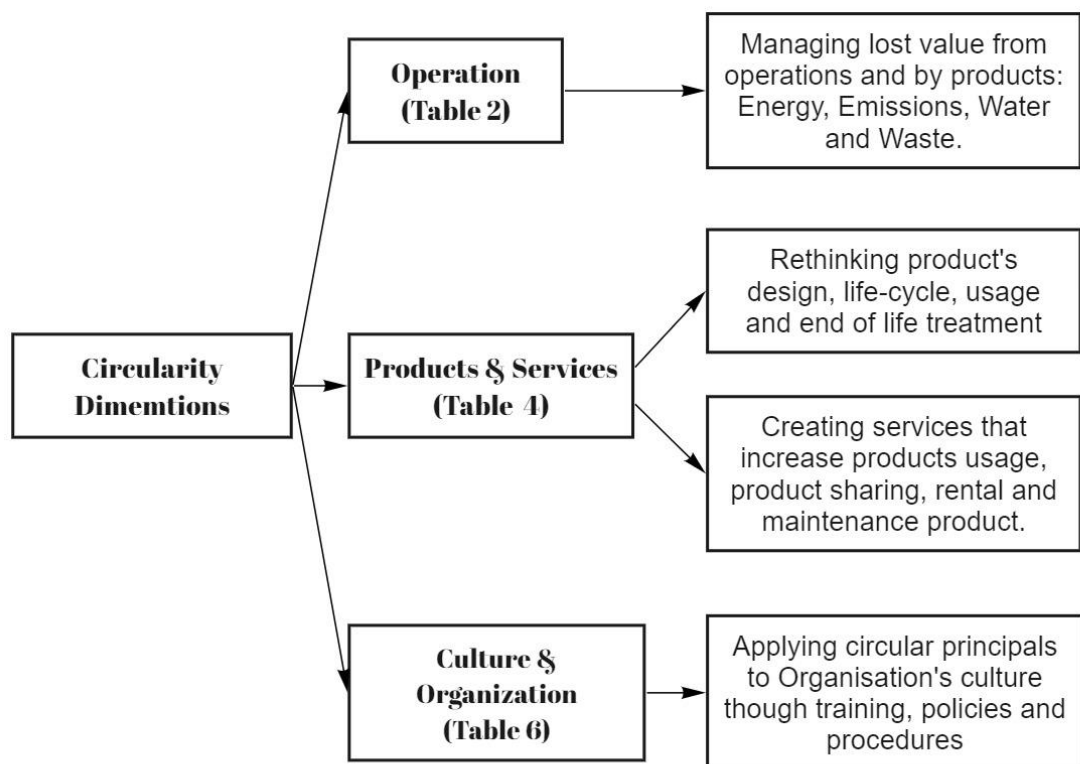 Operation
(Table 2)
Managing lost value from
operations and by products:
Energy, Emissions, Water
and Waste.
Circularity
Dimemtions
Products & Services
(Table 4)
Rethinking product's
design, life-cycle, usage
and end of life treatment
Creating services that
increase products usage,
product sharing, rental and
maintenance product.
Culture &
Organization
(Table 6)
Applying circular principals
to Organisation's culture
though training, policies and
procedures